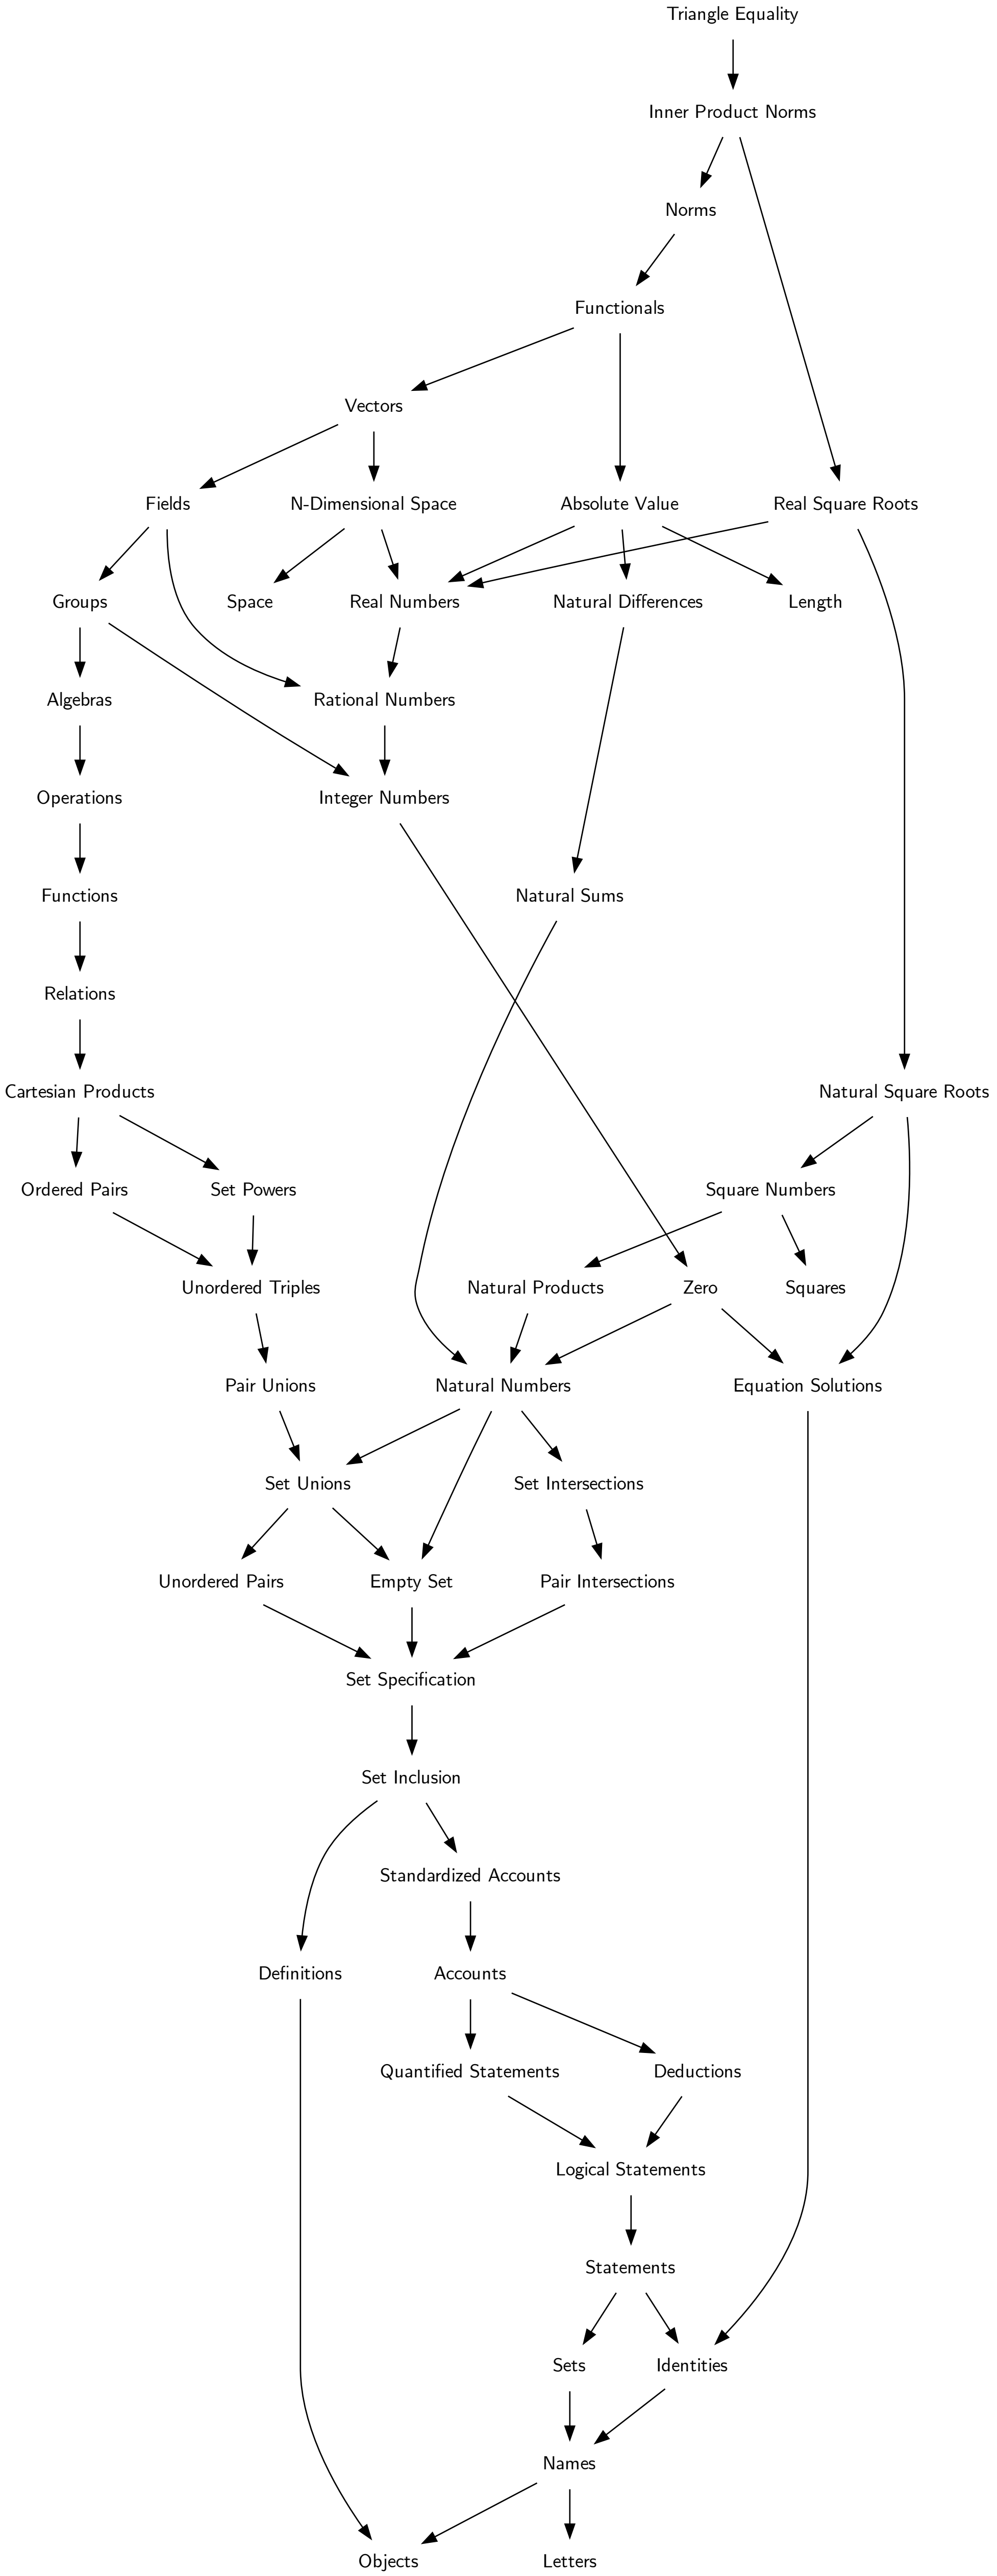 Triangle Equality
Inner Product Norms
Norms
Functionals
Vectors
Fields
N-Dimensional Space
Absolute Value
Real Square Roots
Groups
Space
Real Numbers
Natural Differences
Length
Algebras
Rational Numbers
Operations
Integer Numbers
Functions
Natural Sums
Relations
Cartesian Products
Natural Square Roots
Ordered Pairs
Set Powers
Square Numbers
Unordered Triples
Natural Products
Zero
Squares
Pair Unions
Natural Numbers
Equation Solutions
Set Unions
Set Intersections
Unordered Pairs
Empty Set
Pair Intersections
Set Specification
Set Inclusion
Standardized Accounts
Definitions
Accounts
Quantified Statements
Deductions
Logical Statements
Statements
Sets
Identities
Names
Objects
Letters